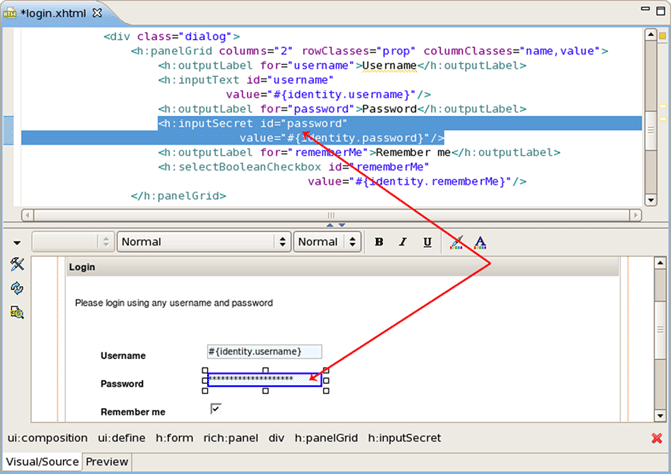 *login.xhtml
<div class="dialog">
<h:panelGrid columns="2" rowClasses="prop" columnClasses="name,value">
<h:outputLabel for="username">Username</h:outputLabel>
<h:inputText id="username"
value="#{identity.username}"/>
<h:outputLabel for="password">Password</h:outputLabel>
<h:inputSecret id="password"
value="#{identity.password}"/>
<h:outputLabel for="rememberMe">Remember me</h:outputLabel>
<h:selectBooleanCheckbox id="rememberMe"
value="#{identity.rememberMe}"/>
</h:panelGrid>
Normal Normal B I U A
Login
Please login using any username and password
Username #{identity.username}
Password ********************
Remember me
ui:composition ui:define h:form rich:panel div h:panelGrid h:inputSecret
Visual/Source Preview